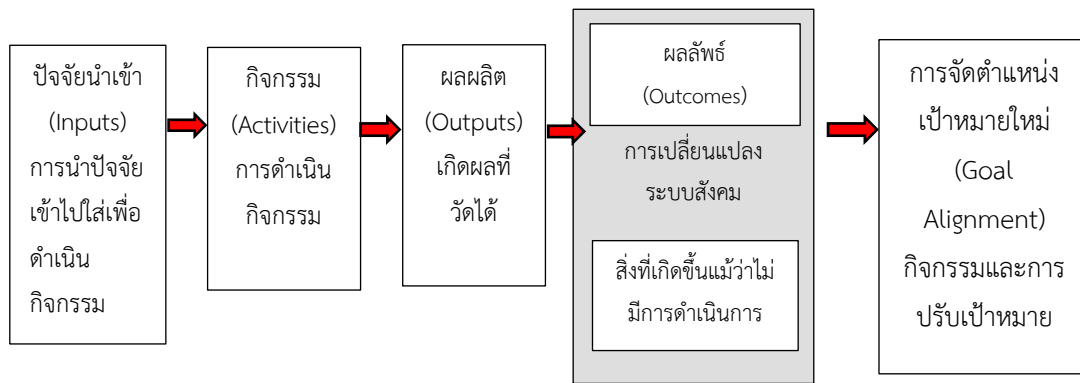 ปัจจัยนำเข้า
(Inputs)
การนำปัจจัย
เข้าไปใส่เพื่อ
ดำเนิน
กิจกรรม
กิจกรรม
(Activities)
การดำเนิน
กิจกรรม
ผลผลิต
(Outputs)
เกิดผลที่
วัดได้
ผลลัพธ์
(Outcomes)
การเปลี่ยนแปลง
ระบบสังคม
สิ่งที่เกิดขึ้นแม้ว่าไม่
มีการดำเนินการ
การจัดตำแหน่ง
เป้าหมายใหม่
(Goal
Alignment)
กิจกรรมและการ
ปรับเป้าหมาย